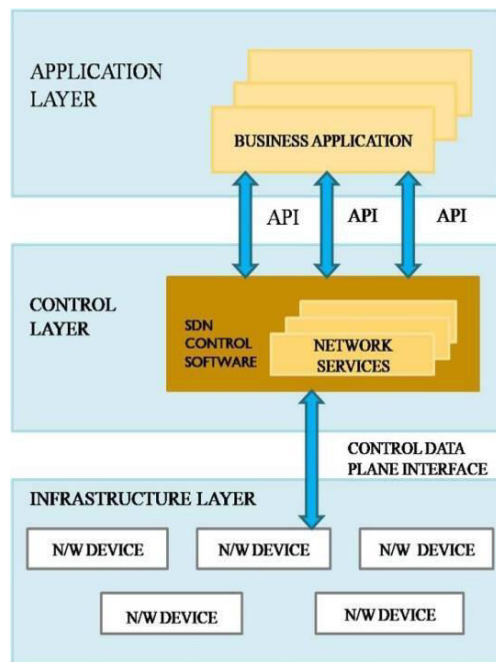 APPLICATION
LAYER
BUSINESS APPLICATION
API
API
API
CONTROL
LAYER
SDN
CONTROL
SOFTWARE
NETWORK
SERVICES
CONTROL DATA
PLANE INTERFACE
INFRASTRUCTURE LAYER
N/W DEVICE
N/W DEVICE
N/W DEVICE
N/W DEVICE
N/W DEVICE